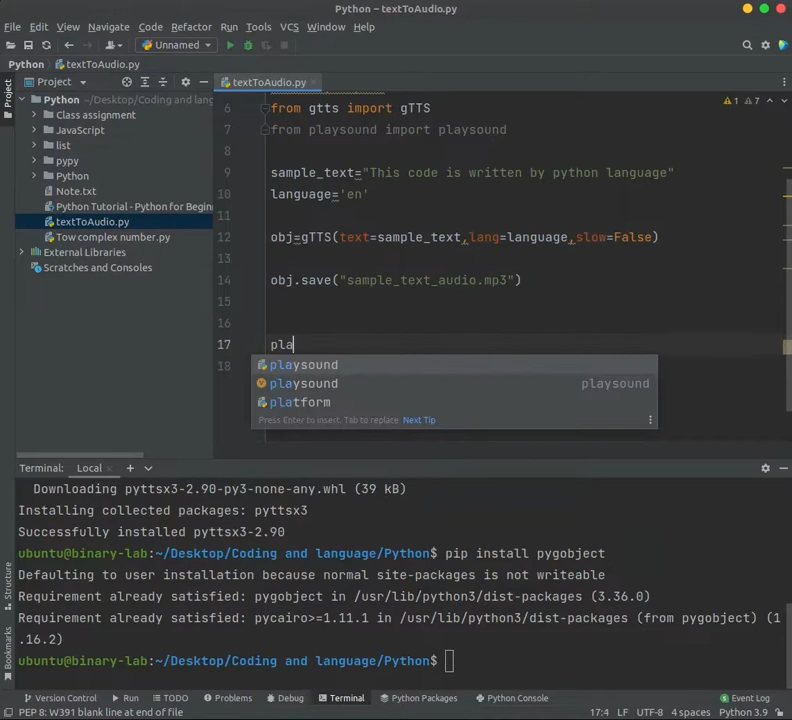 Python – textToAudio.py
File Edit View Navigate Code Refactor Run Tools VCS Window Help
Unnamed
Python textToAudio.py
Project
Project
textToAudio.py
Python ~/Desktop/Coding and lang
Class assignment
JavaScript
list
pypy
Python
Note.txt
Python Tutorial - Python for Begin
textToAudio.py
Tow complex number.py
External Libraries
Scratches and Consoles
1 7
6 from gtts import gTTS
7 from playsound import playsound
8
9 sample_text="This code is written by python language"
10 language='en'
11
12 obj=gTTS(text=sample_text,lang=language,slow=False)
13
14 obj.save("sample_text_audio.mp3")
15
16
17 pla
18
playsound
playsound playsound
platform
Press Enter to insert, Tab to replace Next Tip
Terminal: Local
Downloading pyttsx3-2.90-py3-none-any.whl (39 kB)
Installing collected packages: pyttsx3
Successfully installed pyttsx3-2.90
ubuntu@binary-lab:~/Desktop/Coding and language/Python$ pip install pygobject
Defaulting to user installation because normal site-packages is not writeable
Requirement already satisfied: pygobject in /usr/lib/python3/dist-packages (3.36.0)
Requirement already satisfied: pycairo>=1.11.1 in /usr/lib/python3/dist-packages (from pygobject) (1
.16.2)
ubuntu@binary-lab:~/Desktop/Coding and language/Python$
Structure
Bookmarks
Version Control Run TODO Problems Debug Terminal Python Packages Python Console Event Log
PEP 8: W391 blank line at end of file 17:4 LF UTF-8 4 spaces Python 3.9